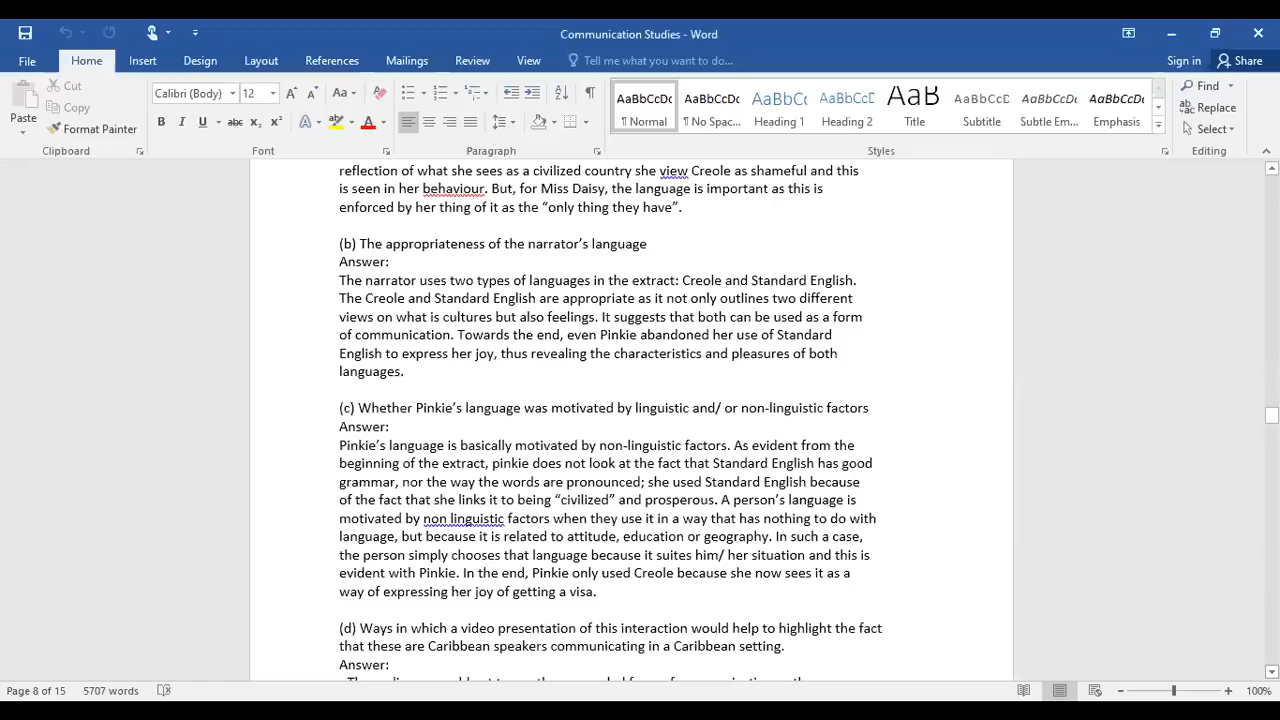 Communication Studies - Word
File Home Insert Design Layout References Mailings Review View Tell me what you want to do... Sign in Share
Paste
Cut
Copy
Format Painter
Clipboard
Calibri (Body) 12
Font
Paragraph
AaBbCcDc AaBbCcDc AaBbC AaBbCcD AaB AaBbCcD AaBbCcDc AaBbCcDc
¶ Normal ¶ No Spac... Heading 1 Heading 2 Title Subtitle Subtle Em... Emphasis
Styles
Find
Replace
Select
Editing
reflection of what she sees as a civilized country she view Creole as shameful and this
is seen in her behaviour. But, for Miss Daisy, the language is important as this is
enforced by her thing of it as the “only thing they have”.
(b) The appropriateness of the narrator’s language
Answer:
The narrator uses two types of languages in the extract: Creole and Standard English.
The Creole and Standard English are appropriate as it not only outlines two different
views on what is cultures but also feelings. It suggests that both can be used as a form
of communication. Towards the end, even Pinkie abandoned her use of Standard
English to express her joy, thus revealing the characteristics and pleasures of both
languages.
(c) Whether Pinkie’s language was motivated by linguistic and/ or non-linguistic factors
Answer:
Pinkie’s language is basically motivated by non-linguistic factors. As evident from the
beginning of the extract, pinkie does not look at the fact that Standard English has good
grammar, nor the way the words are pronounced; she used Standard English because
of the fact that she links it to being “civilized” and prosperous. A person’s language is
motivated by non linguistic factors when they use it in a way that has nothing to do with
language, but because it is related to attitude, education or geography. In such a case,
the person simply chooses that language because it suites him/ her situation and this is
evident with Pinkie. In the end, Pinkie only used Creole because she now sees it as a
way of expressing her joy of getting a visa.
(d) Ways in which a video presentation of this interaction would help to highlight the fact
that these are Caribbean speakers communicating in a Caribbean setting.
Answer:
Page 8 of 15 5707 words 100%